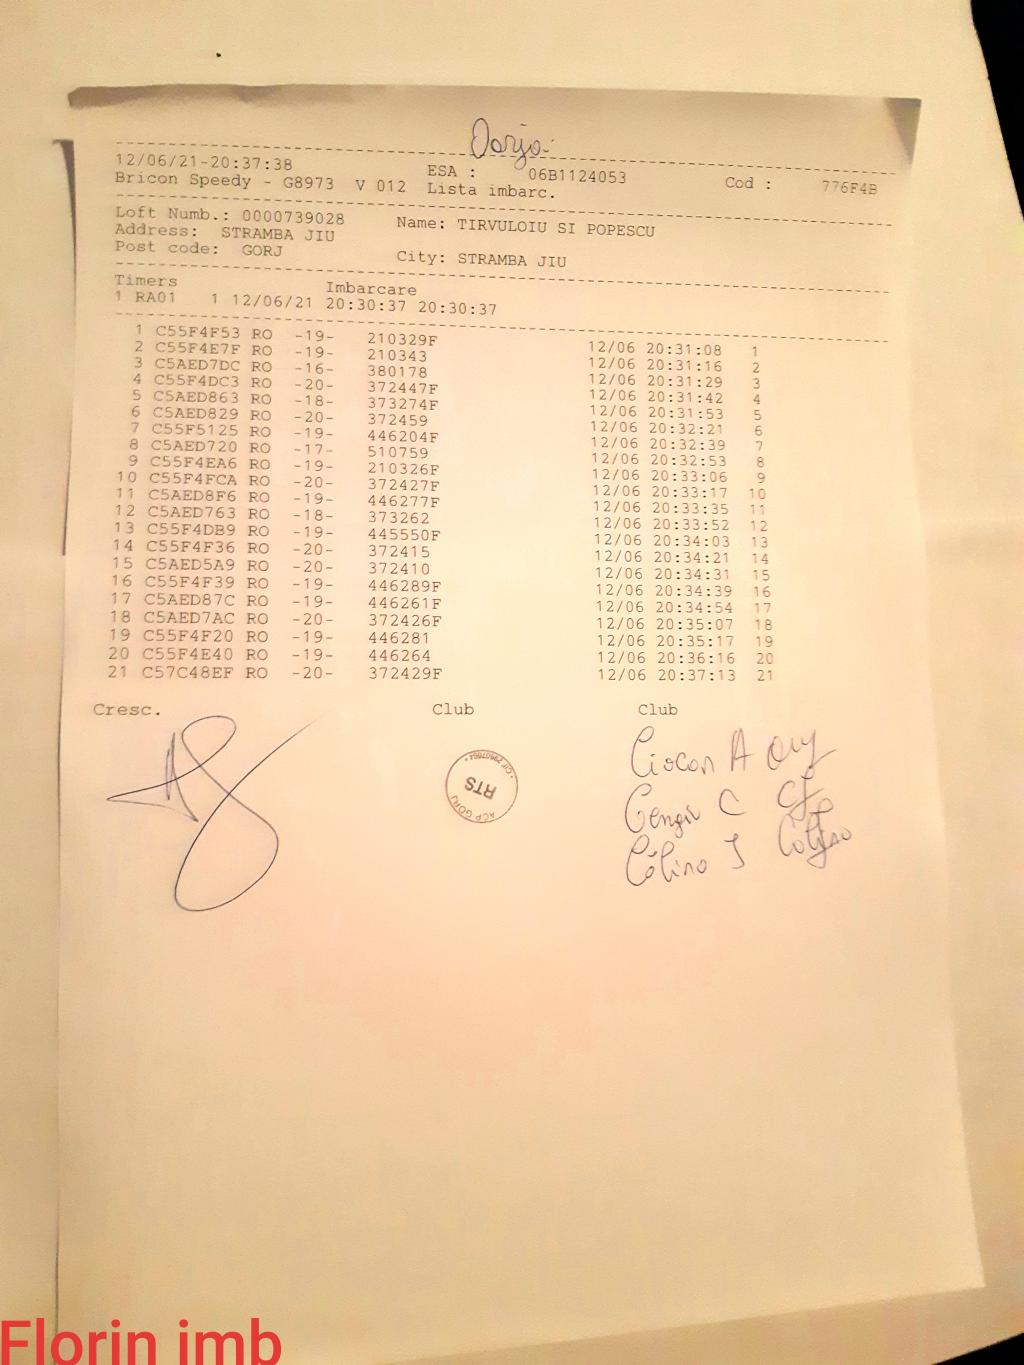 Oarja.
12/06/21-20:37:38 ESA : 06B1124053 Cod : 776F4B
Bricon Speedy - G8973 V 012 Lista imbarc.
Loft Numb.: 0000739028 Name: TIRVULOIU SI POPESCU
Address: STRAMBA JIU
Post code: GORJ City: STRAMBA JIU
Timers Imbarcare
1 RA01 1 12/06/21 20:30:37 20:30:37
1 C55F4F53 RO -19- 210329F 12/06 20:31:08 1
2 C55F4E7F RO -19- 210343 12/06 20:31:16 2
3 C5AED7DC RO -16- 380178 12/06 20:31:29 3
4 C55F4DC3 RO -20- 372447F 12/06 20:31:42 4
5 C5AED863 RO -18- 373274F 12/06 20:31:53 5
6 C5AED829 RO -20- 372459 12/06 20:32:21 6
7 C55F5125 RO -19- 446204F 12/06 20:32:39 7
8 C5AED720 RO -17- 510759 12/06 20:32:53 8
9 C55F4EA6 RO -19- 210326F 12/06 20:33:06 9
10 C55F4FCA RO -20- 372427F 12/06 20:33:17 10
11 C5AED8F6 RO -19- 446277F 12/06 20:33:35 11
12 C5AED763 RO -18- 373262 12/06 20:33:52 12
13 C55F4DB9 RO -19- 445550F 12/06 20:34:03 13
14 C55F4F36 RO -20- 372415 12/06 20:34:21 14
15 C5AED5A9 RO -20- 372410 12/06 20:34:31 15
16 C55F4F39 RO -19- 446289F 12/06 20:34:39 16
17 C5AED87C RO -19- 446261F 12/06 20:34:54 17
18 C5AED7AC RO -20- 372426F 12/06 20:35:07 18
19 C55F4F20 RO -19- 446281 12/06 20:35:17 19
20 C55F4E40 RO -19- 446264 12/06 20:36:16 20
21 C57C48EF RO -20- 372429F 12/06 20:37:13 21
Cresc. Club Club
ACP GORJ
RTS
Ciocan A
C
I
Florin imb